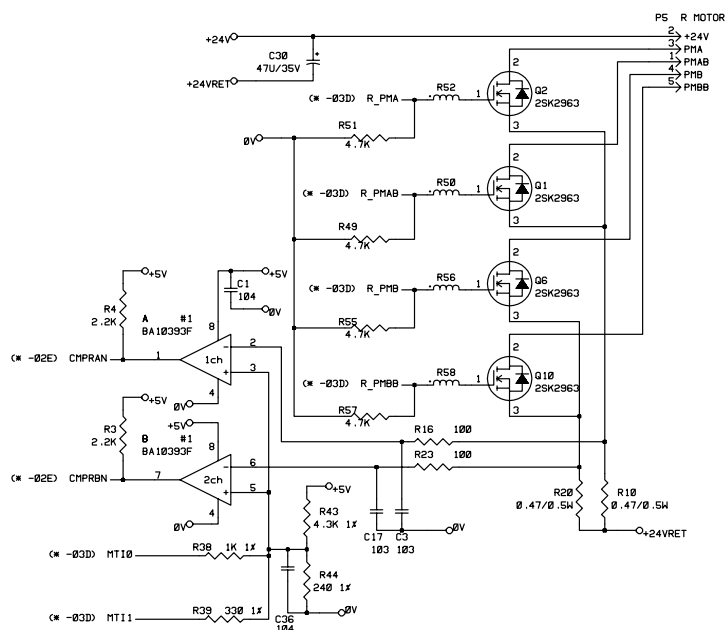 P5 R MOTOR
+24V
2 +24V
3 PMA
1 PMAB
4 PMB
5 PMBB
C30
47U/35V
+
+24VRET
2
R52
(* -03D) R_PMA
1
Q2
2SK2963
3
R51
4.7K
0V
2
R50
(* -03D) R_PMAB
1
Q1
2SK2963
3
R49
4.7K
+5V
+5V
2
C1
104
R56
(* -03D) R_PMB
1
Q6
2SK2963
0V
3
R4
2.2K
A #1
BA10393F
8
R55
4.7K
2
2
(* -02E) CMPRAN
1
1ch
-
+
3
R58
(* -03D) R_PMBB
1
Q10
2SK2963
4
0V
+5V
3
R57
4.7K
+5V
R3
2.2K
B #1
BA10393F
8
R16 100
R23 100
6
(* -02E) CMPRBN
7
2ch
-
+
5
+5V
R20
0.47/0.5W
R10
0.47/0.5W
4
0V
R43
4.3K 1%
C17
103
C3
103
0V
+24VRET
(* -03D) MTI0
R38 1K 1%
R44
240 1%
(* -03D) MTI1
R39 330 1%
C36
104
0V